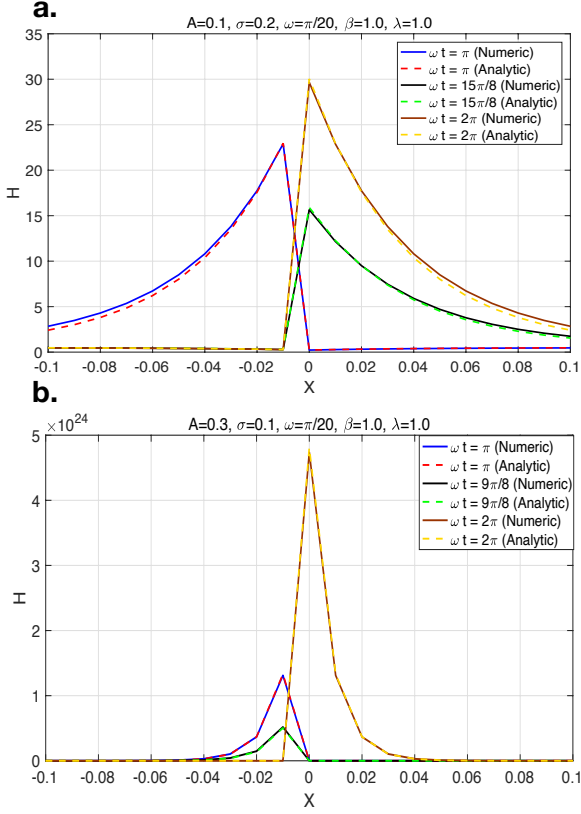 a.
A=0.1, σ=0.2, ω=π/20, β=1.0, λ=1.0
H
35
30
25
20
15
10
5
0
ω t = π (Numeric)
ω t = π (Analytic)
ω t = 15π/8 (Numeric)
ω t = 15π/8 (Analytic)
ω t = 2π (Numeric)
ω t = 2π (Analytic)
-0.1 -0.08 -0.06 -0.04 -0.02 0 0.02 0.04 0.06 0.08 0.1
X
b.
×10^24
A=0.3, σ=0.1, ω=π/20, β=1.0, λ=1.0
H
5
4
3
2
1
0
ω t = π (Numeric)
ω t = π (Analytic)
ω t = 9π/8 (Numeric)
ω t = 9π/8 (Analytic)
ω t = 2π (Numeric)
ω t = 2π (Analytic)
-0.1 -0.08 -0.06 -0.04 -0.02 0 0.02 0.04 0.06 0.08 0.1
X